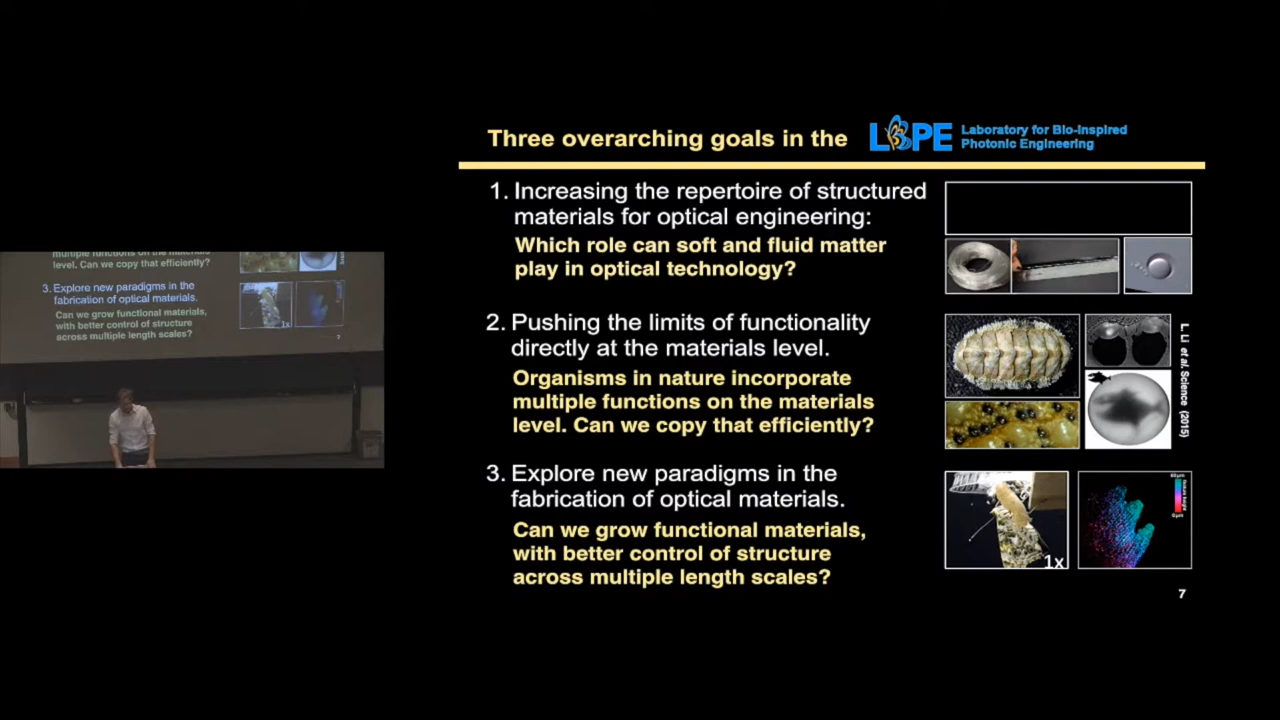 Three overarching goals in the
LBPE Laboratory for Bio-Inspired
Photonic Engineering
1. Increasing the repertoire of structured
materials for optical engineering:
Which role can soft and fluid matter
play in optical technology?
2. Pushing the limits of functionality
directly at the materials level.
Organisms in nature incorporate
multiple functions on the materials
level. Can we copy that efficiently?
L. Li et al. Science (2015)
3. Explore new paradigms in the
fabrication of optical materials.
Can we grow functional materials,
with better control of structure
across multiple length scales?
1x
0µm
7
multiple functions on the materials
level. Can we copy that efficiently?
3. Explore new paradigms in the
fabrication of optical materials.
Can we grow functional materials,
with better control of structure
across multiple length scales?
1x
7